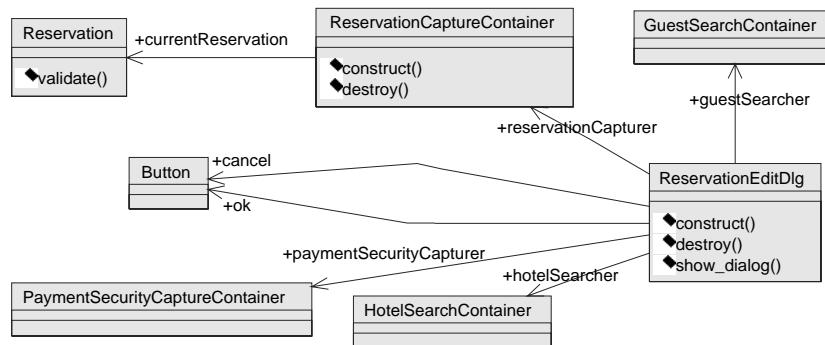 ReservationCaptureContainer
GuestSearchContainer
Reservation
+currentReservation
construct()
destroy()
validate()
+guestSearcher
+reservationCapturer
+cancel
Button
ReservationEditDlg
+ok
construct()
destroy()
show_dialog()
+paymentSecurityCapturer
+hotelSearcher
PaymentSecurityCaptureContainer
HotelSearchContainer